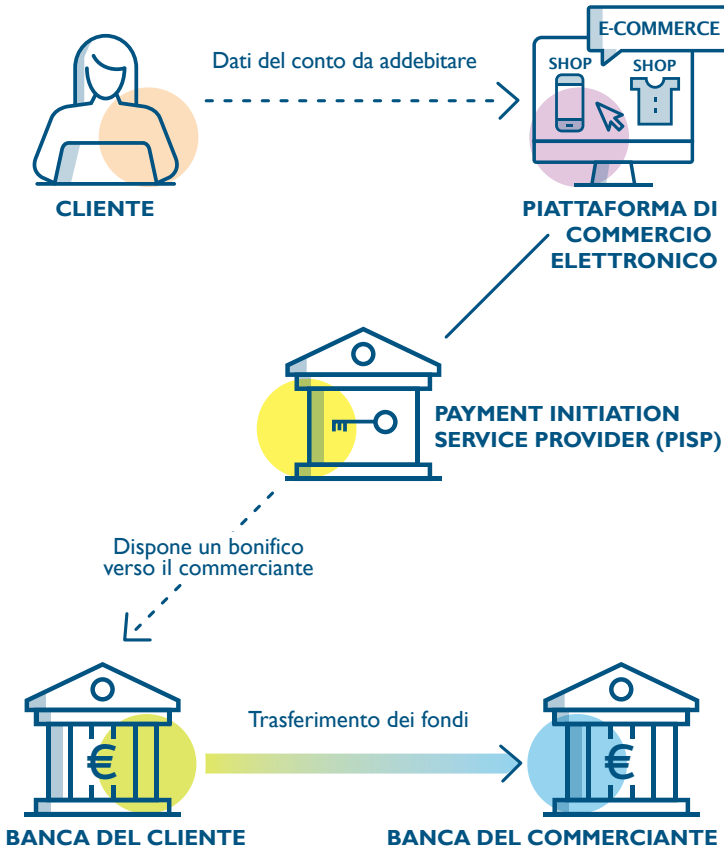 E-COMMERCE
Dati del conto da addebitare
SHOP
SHOP
CLIENTE
PIATTAFORMA DI
COMMERCIO
ELETTRONICO
PAYMENT INITIATION
SERVICE PROVIDER (PISP)
Dispone un bonifico
verso il commerciante
Trasferimento dei fondi
€
€
BANCA DEL CLIENTE
BANCA DEL COMMERCIANTE